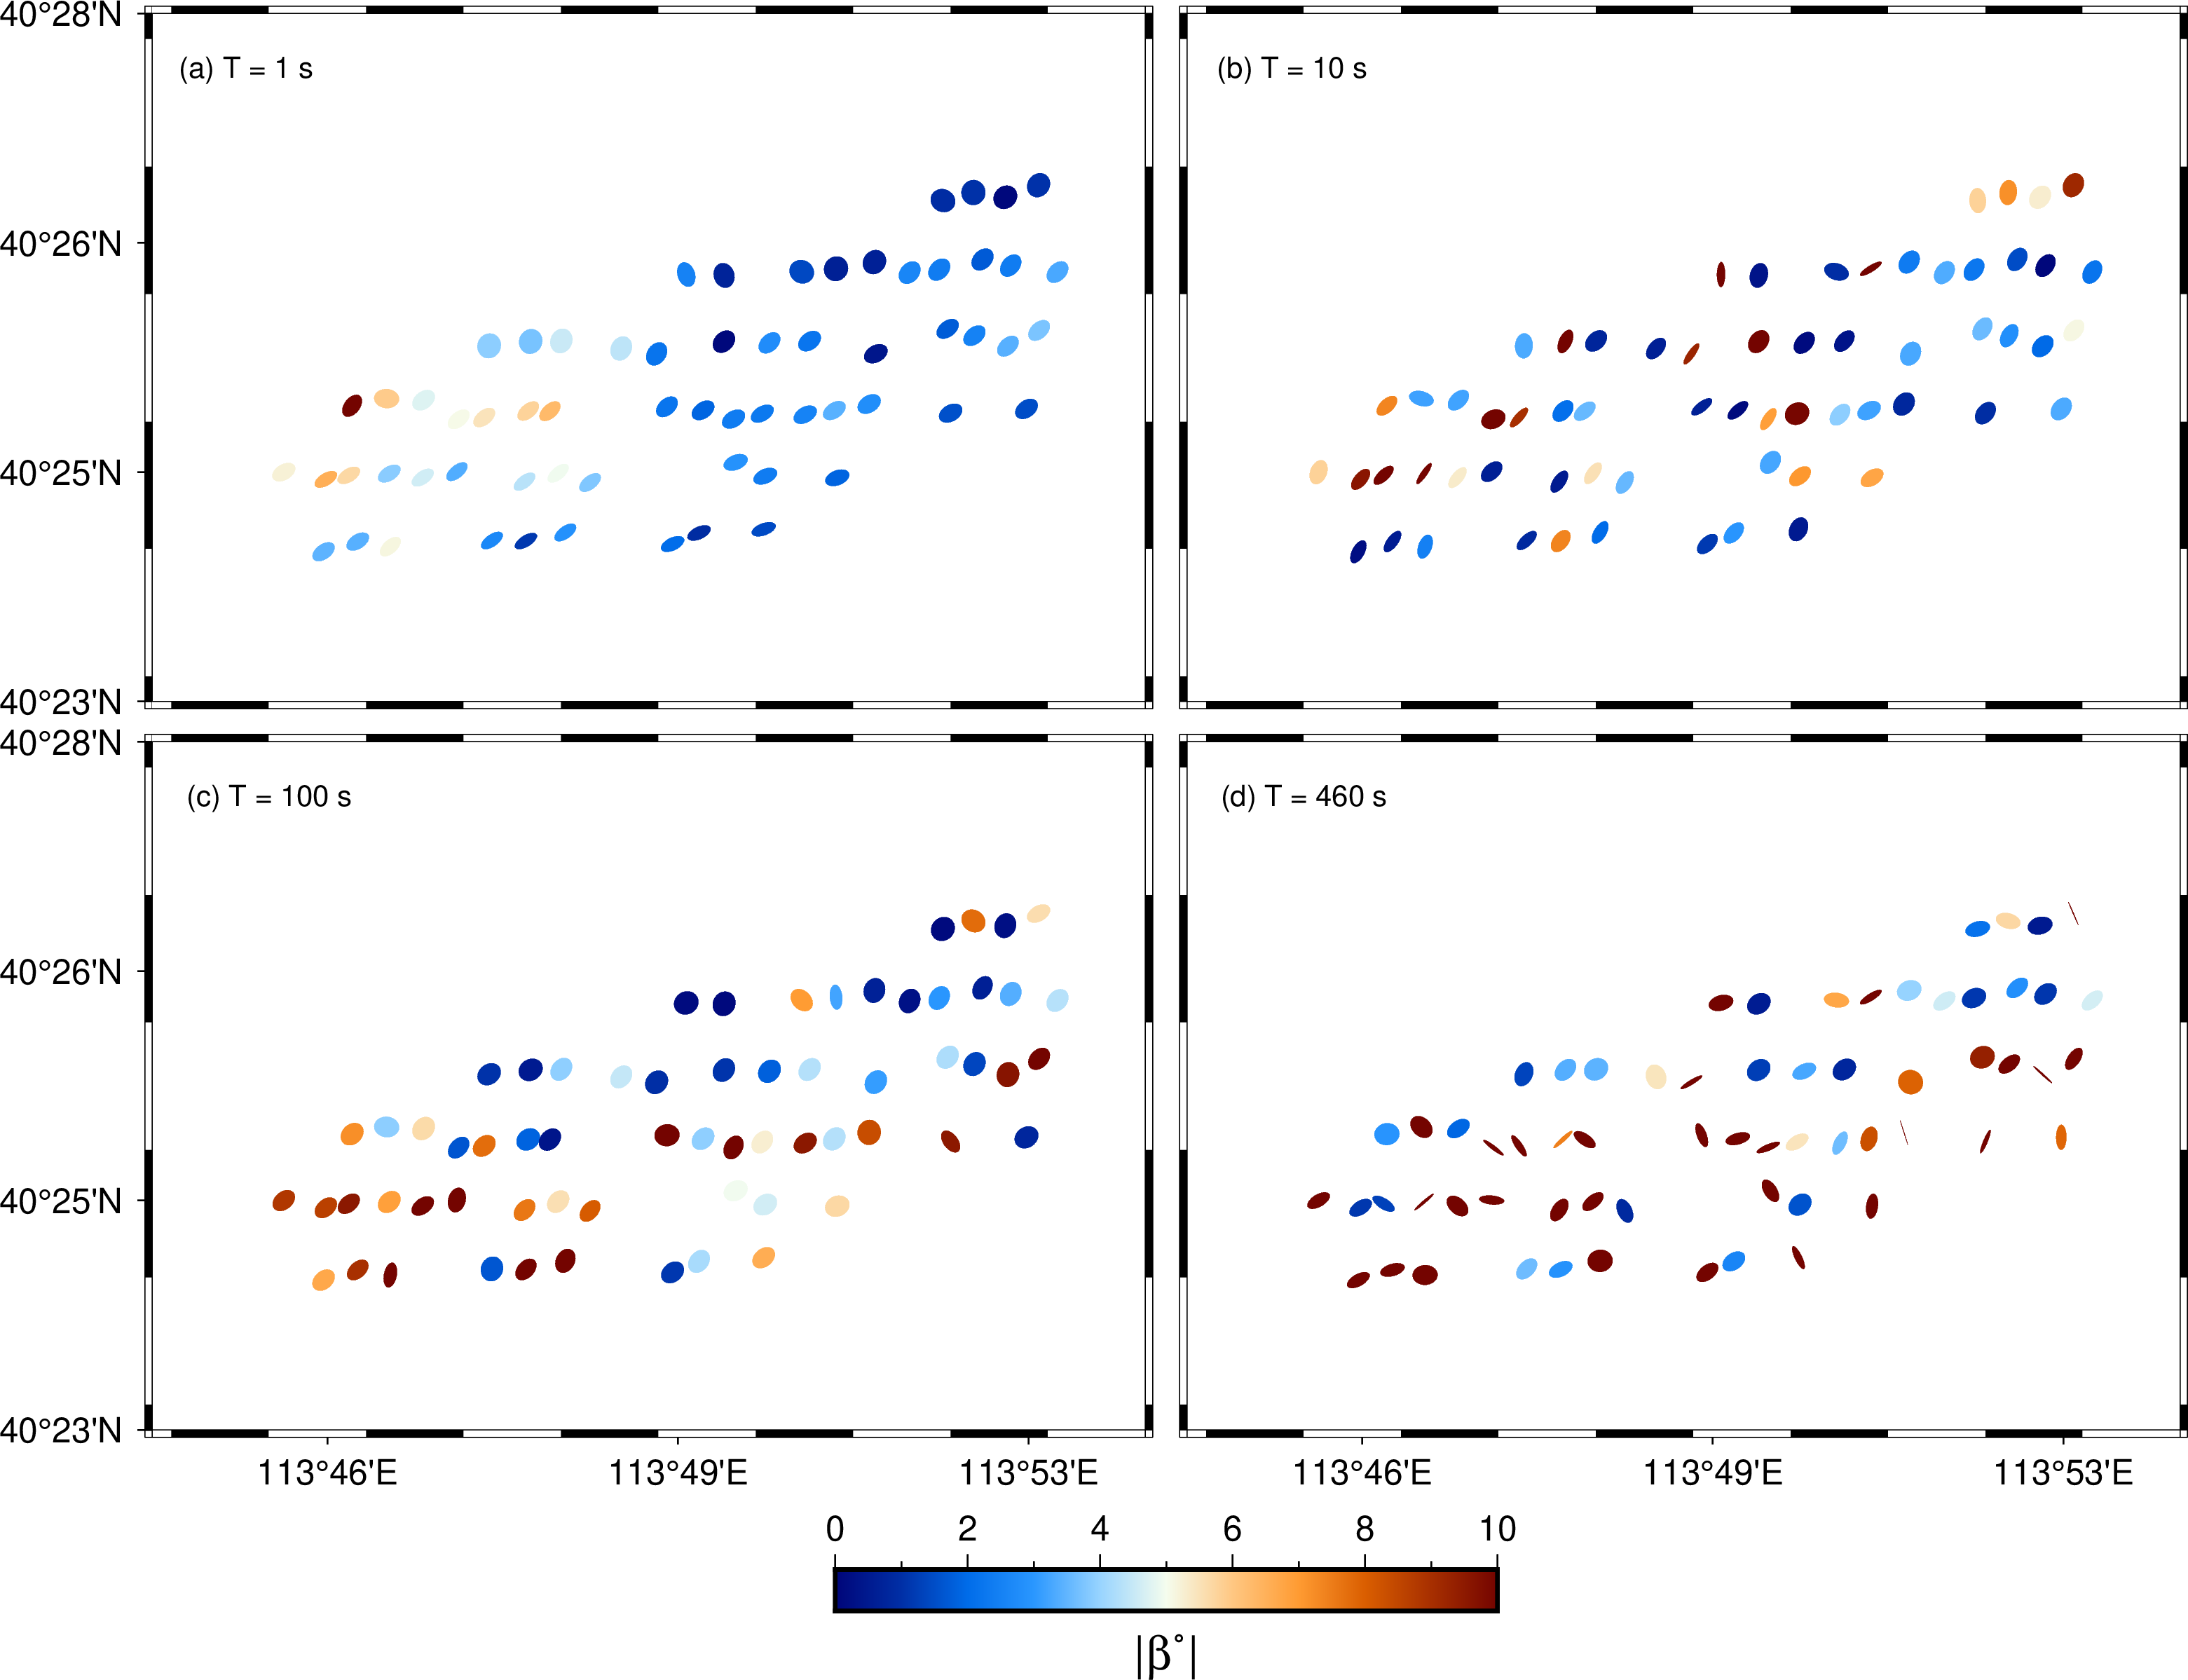 40°28'N
(a) T = 1 s
(b) T = 10 s
40°26'N
40°25'N
40°23'N
40°28'N
(c) T = 100 s
(d) T = 460 s
40°26'N
40°25'N
40°23'N
113°46'E 113°49'E 113°53'E 113°46'E 113°49'E 113°53'E
0 2 4 6 8 10
|β°|